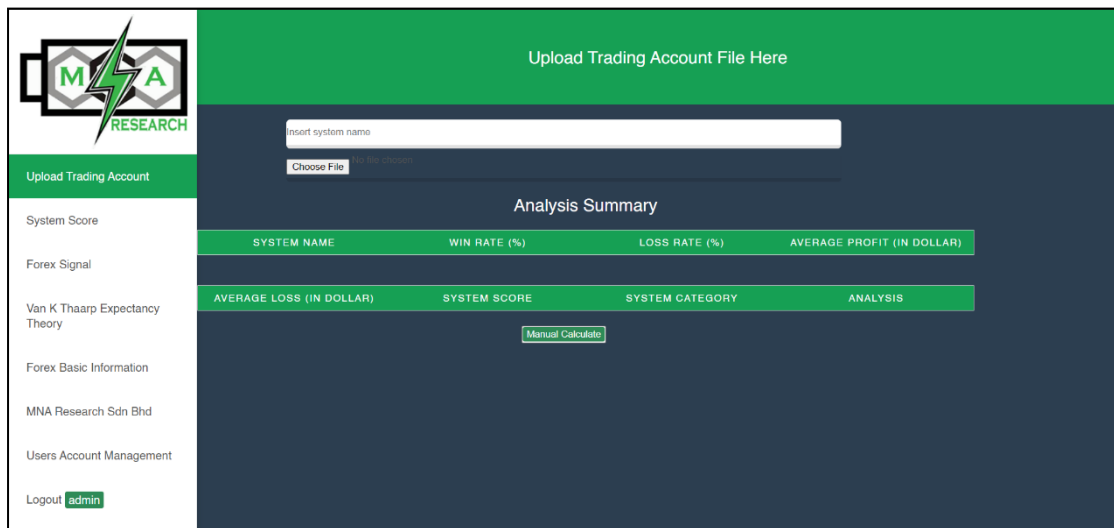 M A
RESEARCH
Upload Trading Account
System Score
Forex Signal
Van K Thaarp Expectancy
Theory
Forex Basic Information
MNA Research Sdn Bhd
Users Account Management
Logout admin
Upload Trading Account File Here
Insert system name
Choose File No file chosen
Analysis Summary
SYSTEM NAME WIN RATE (%) LOSS RATE (%) AVERAGE PROFIT (IN DOLLAR)
AVERAGE LOSS (IN DOLLAR) SYSTEM SCORE SYSTEM CATEGORY ANALYSIS
Manual Calculate